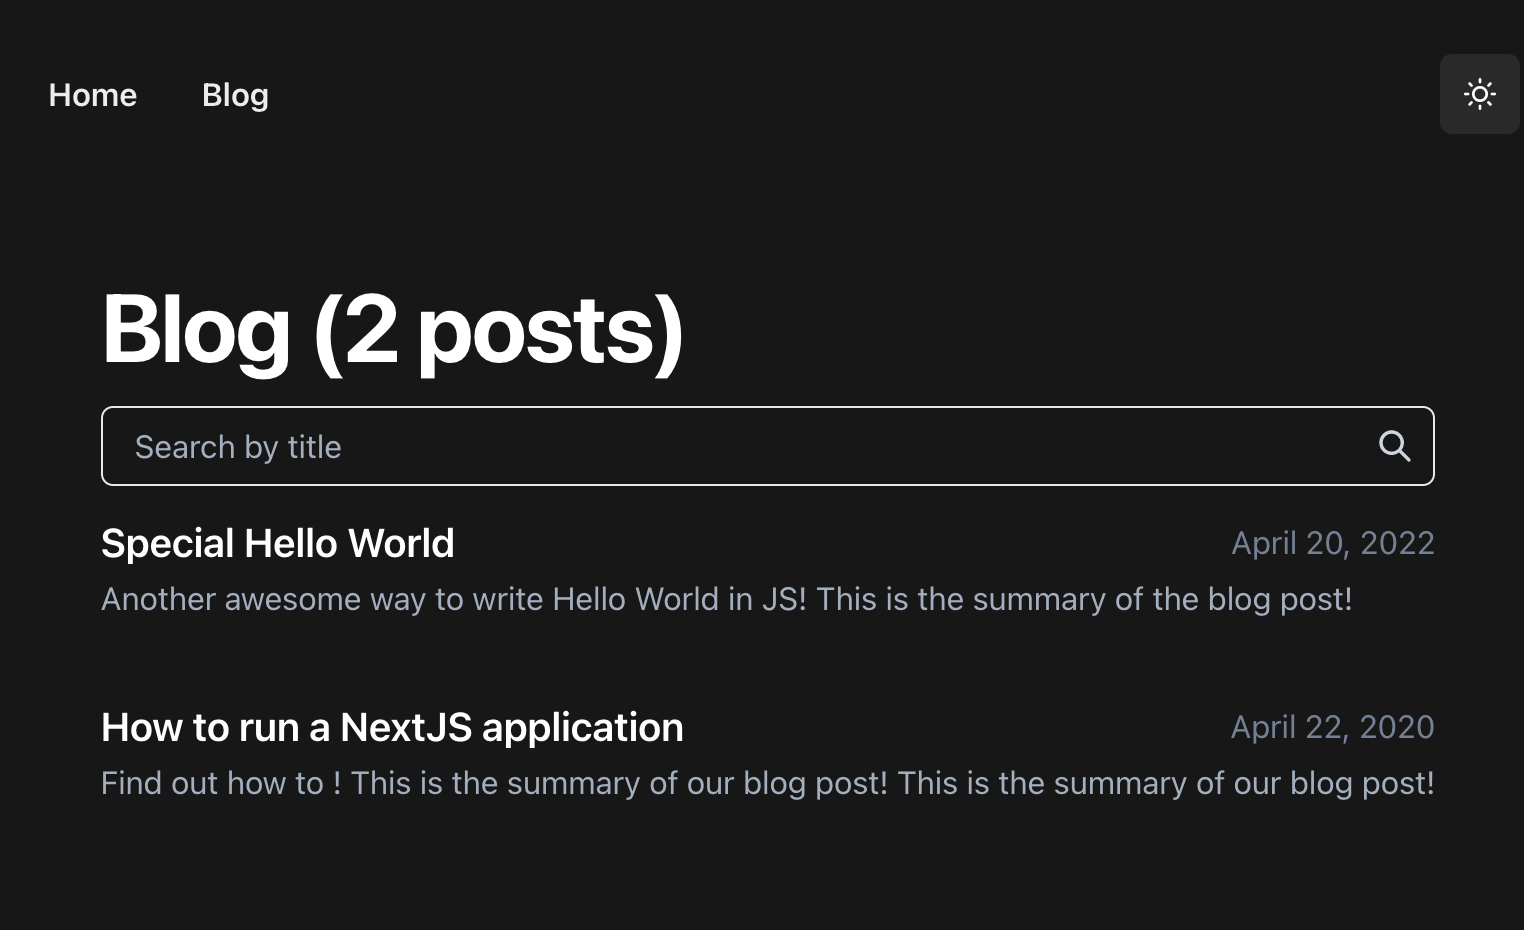 Home Blog
Blog (2 posts)
Search by title
Special Hello World April 20, 2022
Another awesome way to write Hello World in JS! This is the summary of the blog post!
How to run a NextJS application April 22, 2020
Find out how to ! This is the summary of our blog post! This is the summary of our blog post!